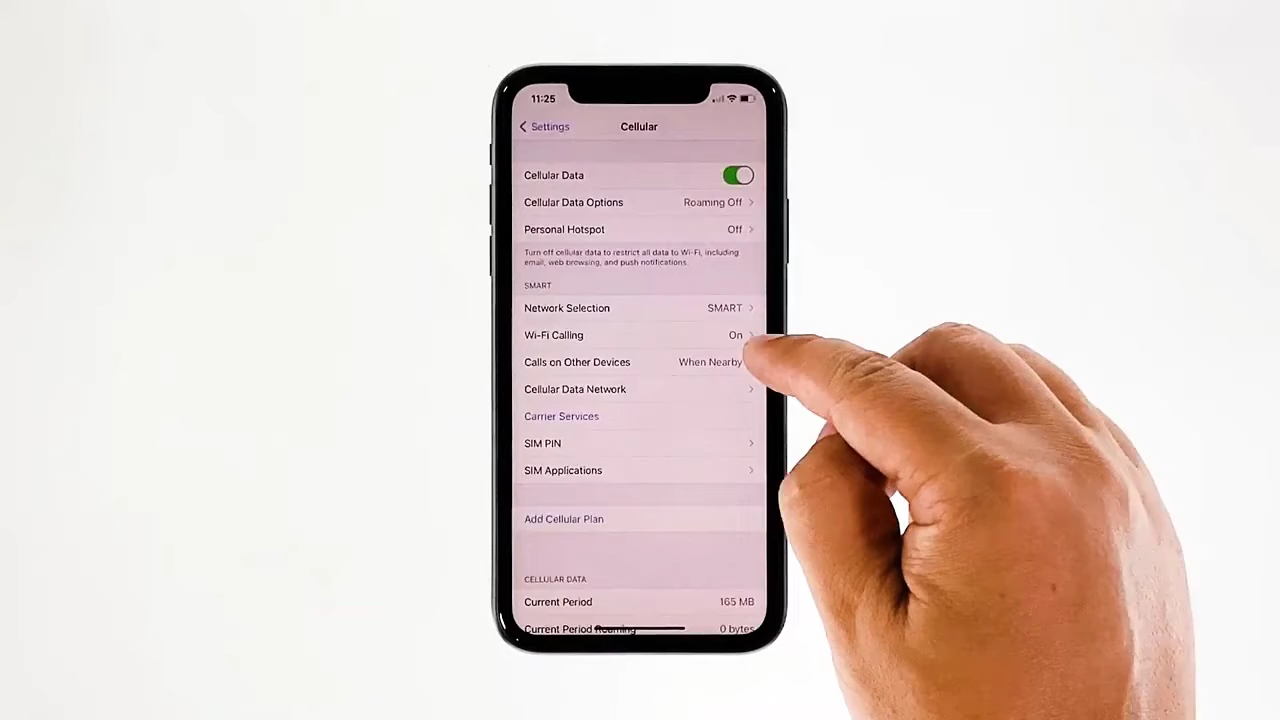 11:25
Settings Cellular
Cellular Data
Cellular Data Options Roaming Off
Personal Hotspot Off
Turn off cellular data to restrict all data to Wi-Fi, including
email, web browsing, and push notifications.
SMART
Network Selection SMART
Wi-Fi Calling On
Calls on Other Devices When Nearby
Cellular Data Network
Carrier Services
SIM PIN
SIM Applications
Add Cellular Plan
CELLULAR DATA
Current Period 165 MB
Current Period Roaming 0 bytes